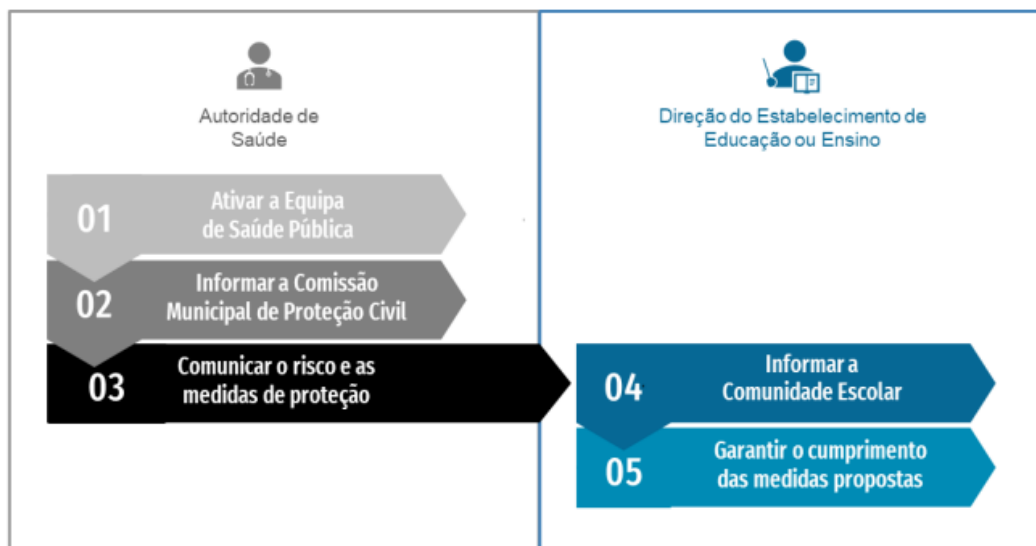 Autoridade de
Saúde
Direção do Estabelecimento de
Educação ou Ensino
01
Ativar a Equipa
de Saúde Pública
02
Informar a Comissão
Municipal de Proteção Civil
03
Comunicar o risco e as
medidas de proteção
04
Informar a
Comunidade Escolar
05
Garantir o cumprimento
das medidas propostas